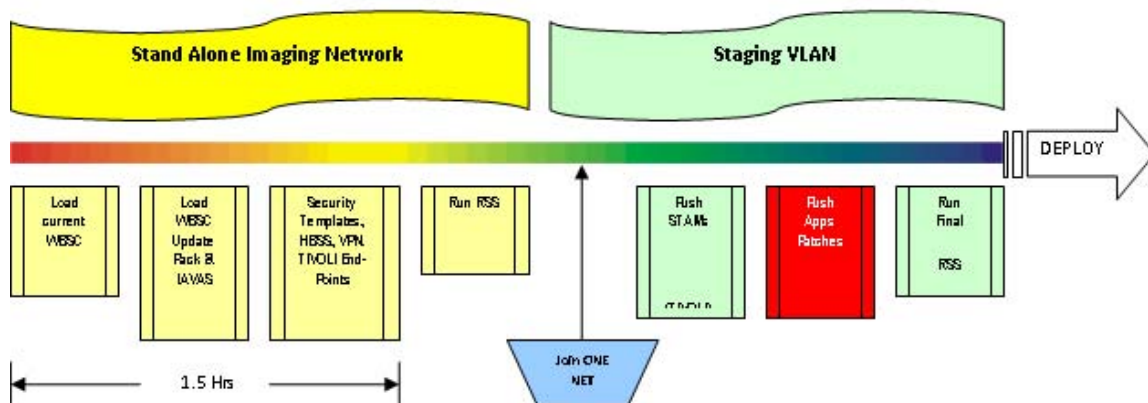 Stand Alone Imaging Network
Staging VLAN
DEPLOY
Load
current
WBSC
Load
WBSC
Update
Pack &
IAVAS
Security
Templates,
HBSS, VPN,
TIVOLI End-
Points
Run RSS
Push
STAMs
Push
Apps
Patches
Run
Final
RSS
Join ONE
NET
1.5 Hrs